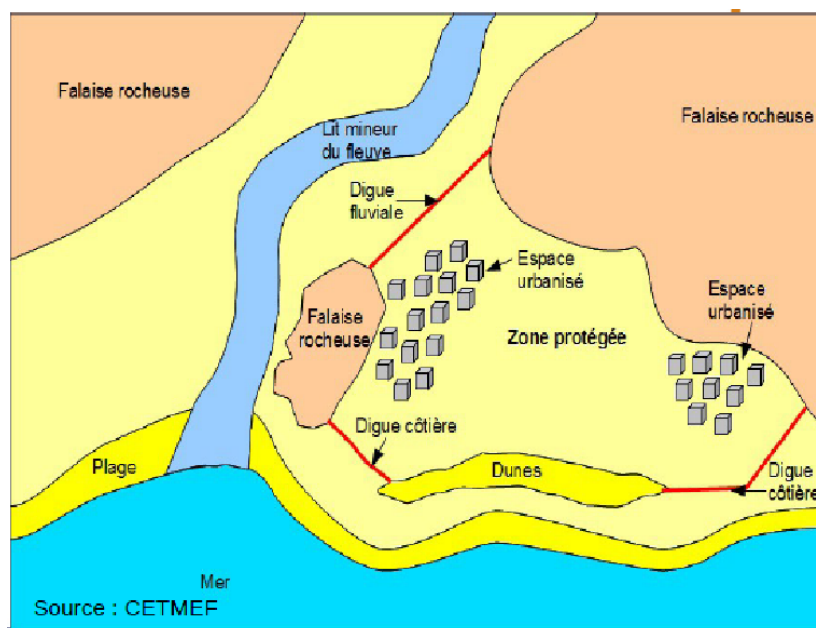 Falaise rocheuse
Falaise rocheuse
Lit mineur
du fleuve
Digue
fluviale
Espace
urbanisé
Espace
urbanisé
Falaise
rocheuse
Zone protégée
Digue côtière
Plage
Dunes
Digue
côtière
Mer
Source : CETMEF